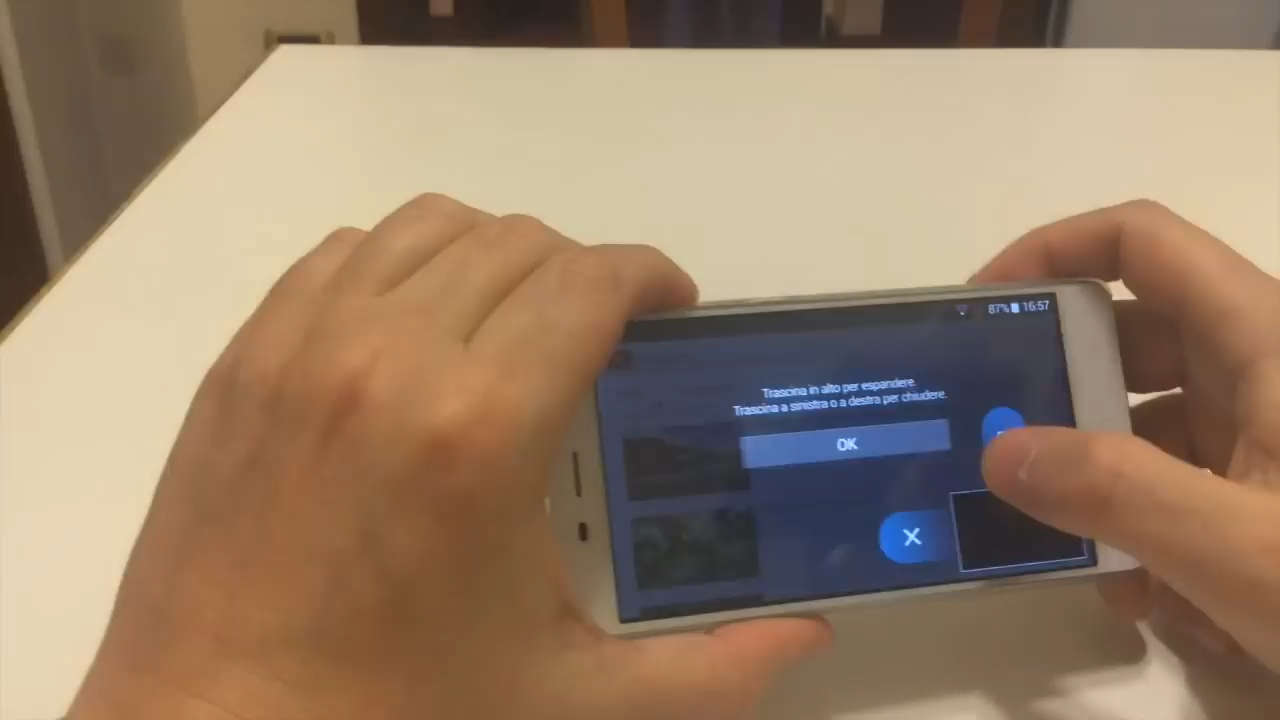 87% 16:57
Trascina in alto per espandere.
Trascina a sinistra o a destra per chiudere.
OK
X